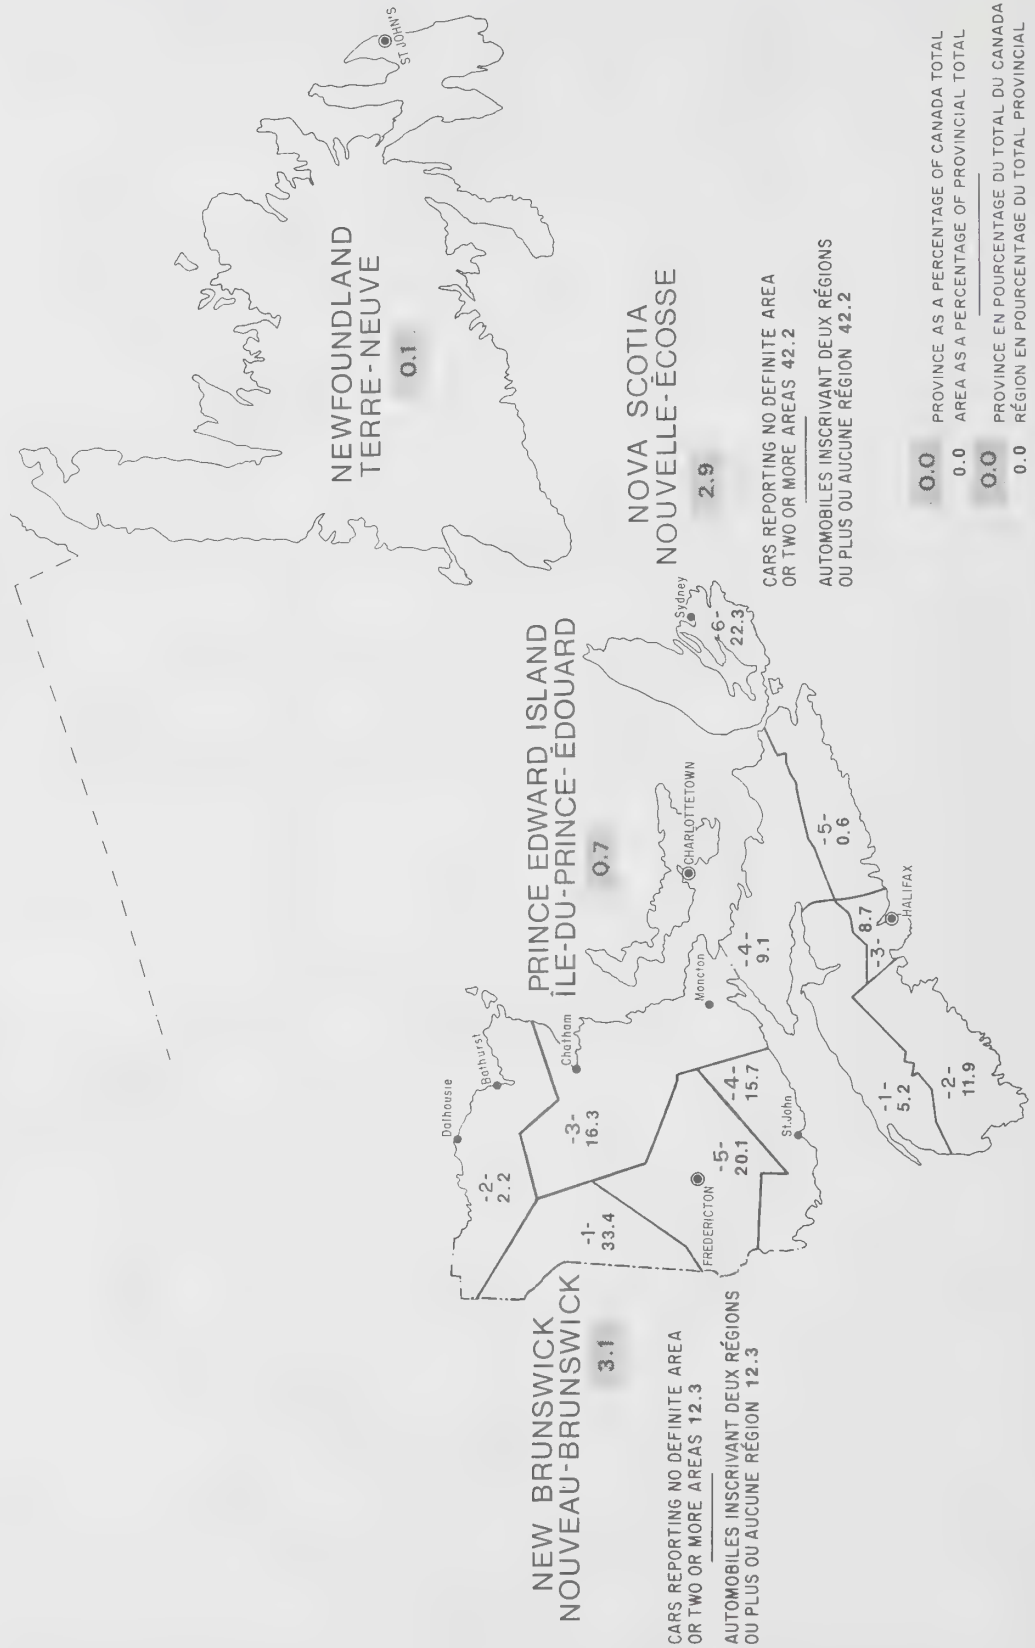 NEWFOUNDLAND
TERRE-NEUVE
0.1
ST JOHN'S
PRINCE EDWARD ISLAND
ÎLE-DU-PRINCE-ÉDOUARD
0.7
CHARLOTTETOWN
NEW BRUNSWICK
NOUVEAU-BRUNSWICK
3.1
CARS REPORTING NO DEFINITE AREA
OR TWO OR MORE AREAS 12.3
AUTOMOBILES INSCRIVANT DEUX RÉGIONS
OU PLUS OU AUCUNE RÉGION 12.3
Dalhousie
Bathurst
Chatham
Moncton
FREDERICTON
St.John
-1-
33.4
-2-
2.2
-3-
16.3
-4-
15.7
-5-
20.1
NOVA SCOTIA
NOUVELLE-ÉCOSSE
2.9
CARS REPORTING NO DEFINITE AREA
OR TWO OR MORE AREAS 42.2
AUTOMOBILES INSCRIVANT DEUX RÉGIONS
OU PLUS OU AUCUNE RÉGION 42.2
Sydney
HALIFAX
-1-
5.2
-2-
11.9
-3- 8.7
-4-
9.1
-5-
0.6
-6-
22.3
0.0 PROVINCE AS A PERCENTAGE OF CANADA TOTAL
0.0 AREA AS A PERCENTAGE OF PROVINCIAL TOTAL
0.0 PROVINCE EN POURCENTAGE DU TOTAL DU CANADA
0.0 RÉGION EN POURCENTAGE DU TOTAL PROVINCIAL